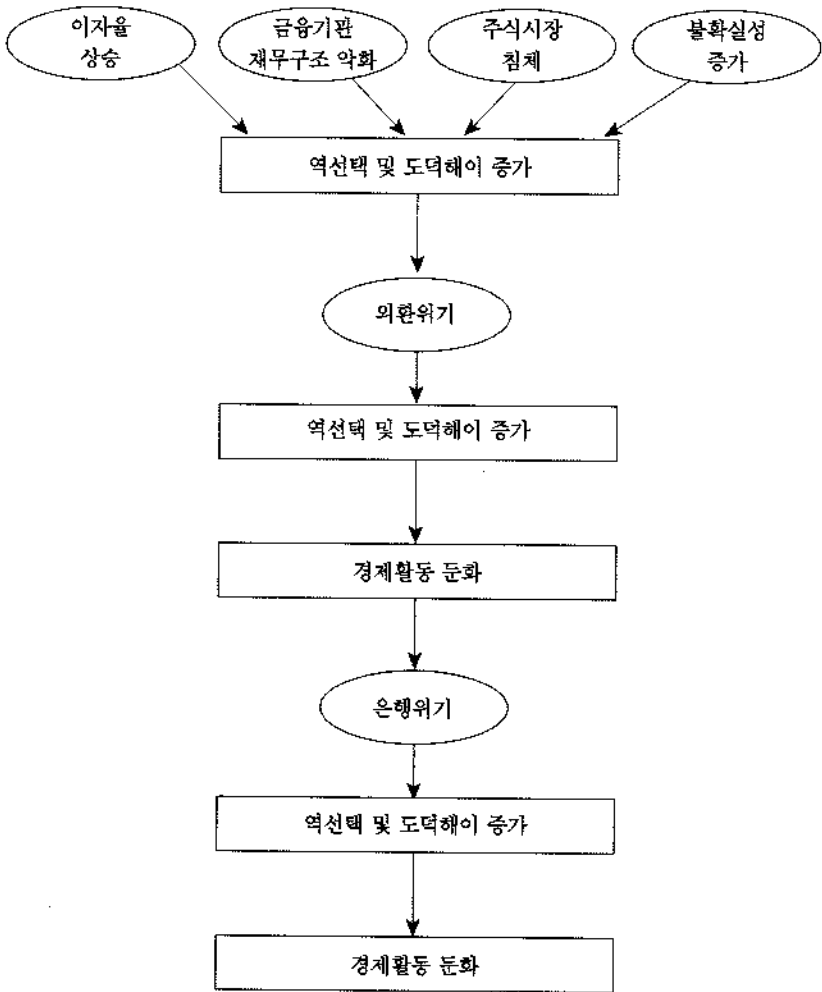 이자율
상승
금융기관
재무구조 악화
주식시장
침체
불확실성
증가
역선택 및 도덕해이 증가
외환위기
역선택 및 도덕해이 증가
경제활동 둔화
은행위기
역선택 및 도덕해이 증가
경제활동 둔화